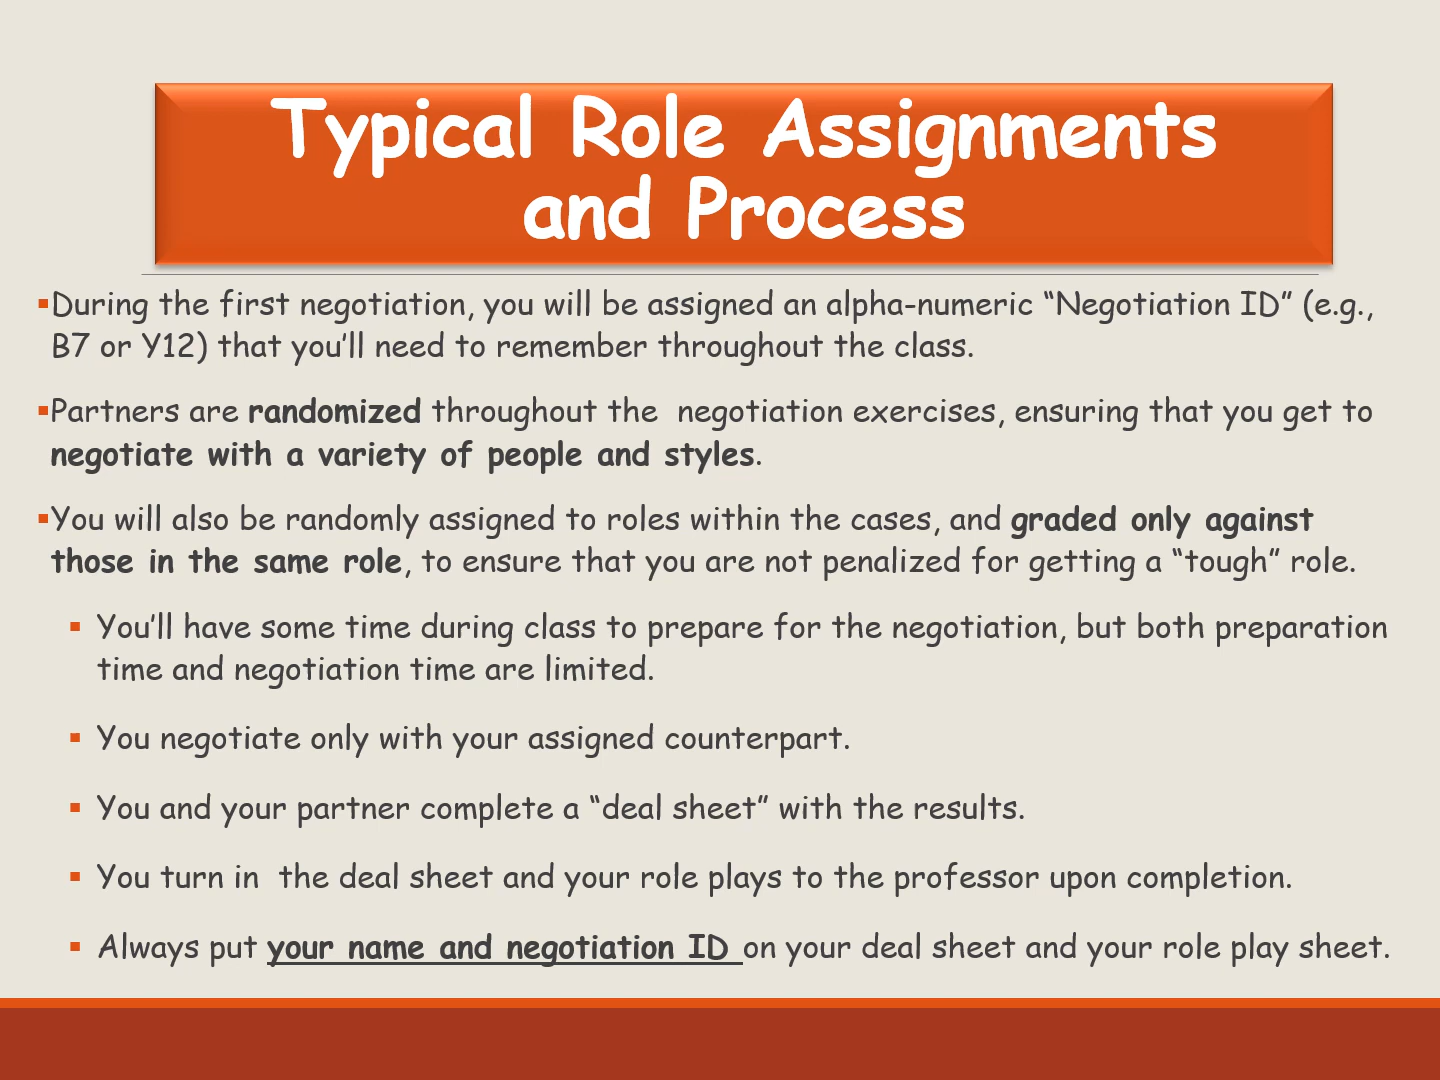 Typical Role Assignments
and Process
▪During the first negotiation, you will be assigned an alpha-numeric “Negotiation ID” (e.g.,
B7 or Y12) that you’ll need to remember throughout the class.
▪Partners are randomized throughout the  negotiation exercises, ensuring that you get to
negotiate with a variety of people and styles.
▪You will also be randomly assigned to roles within the cases, and graded only against
those in the same role, to ensure that you are not penalized for getting a “tough” role.
▪ You’ll have some time during class to prepare for the negotiation, but both preparation
time and negotiation time are limited.
▪ You negotiate only with your assigned counterpart.
▪ You and your partner complete a “deal sheet” with the results.
▪ You turn in  the deal sheet and your role plays to the professor upon completion.
▪ Always put your name and negotiation ID on your deal sheet and your role play sheet.